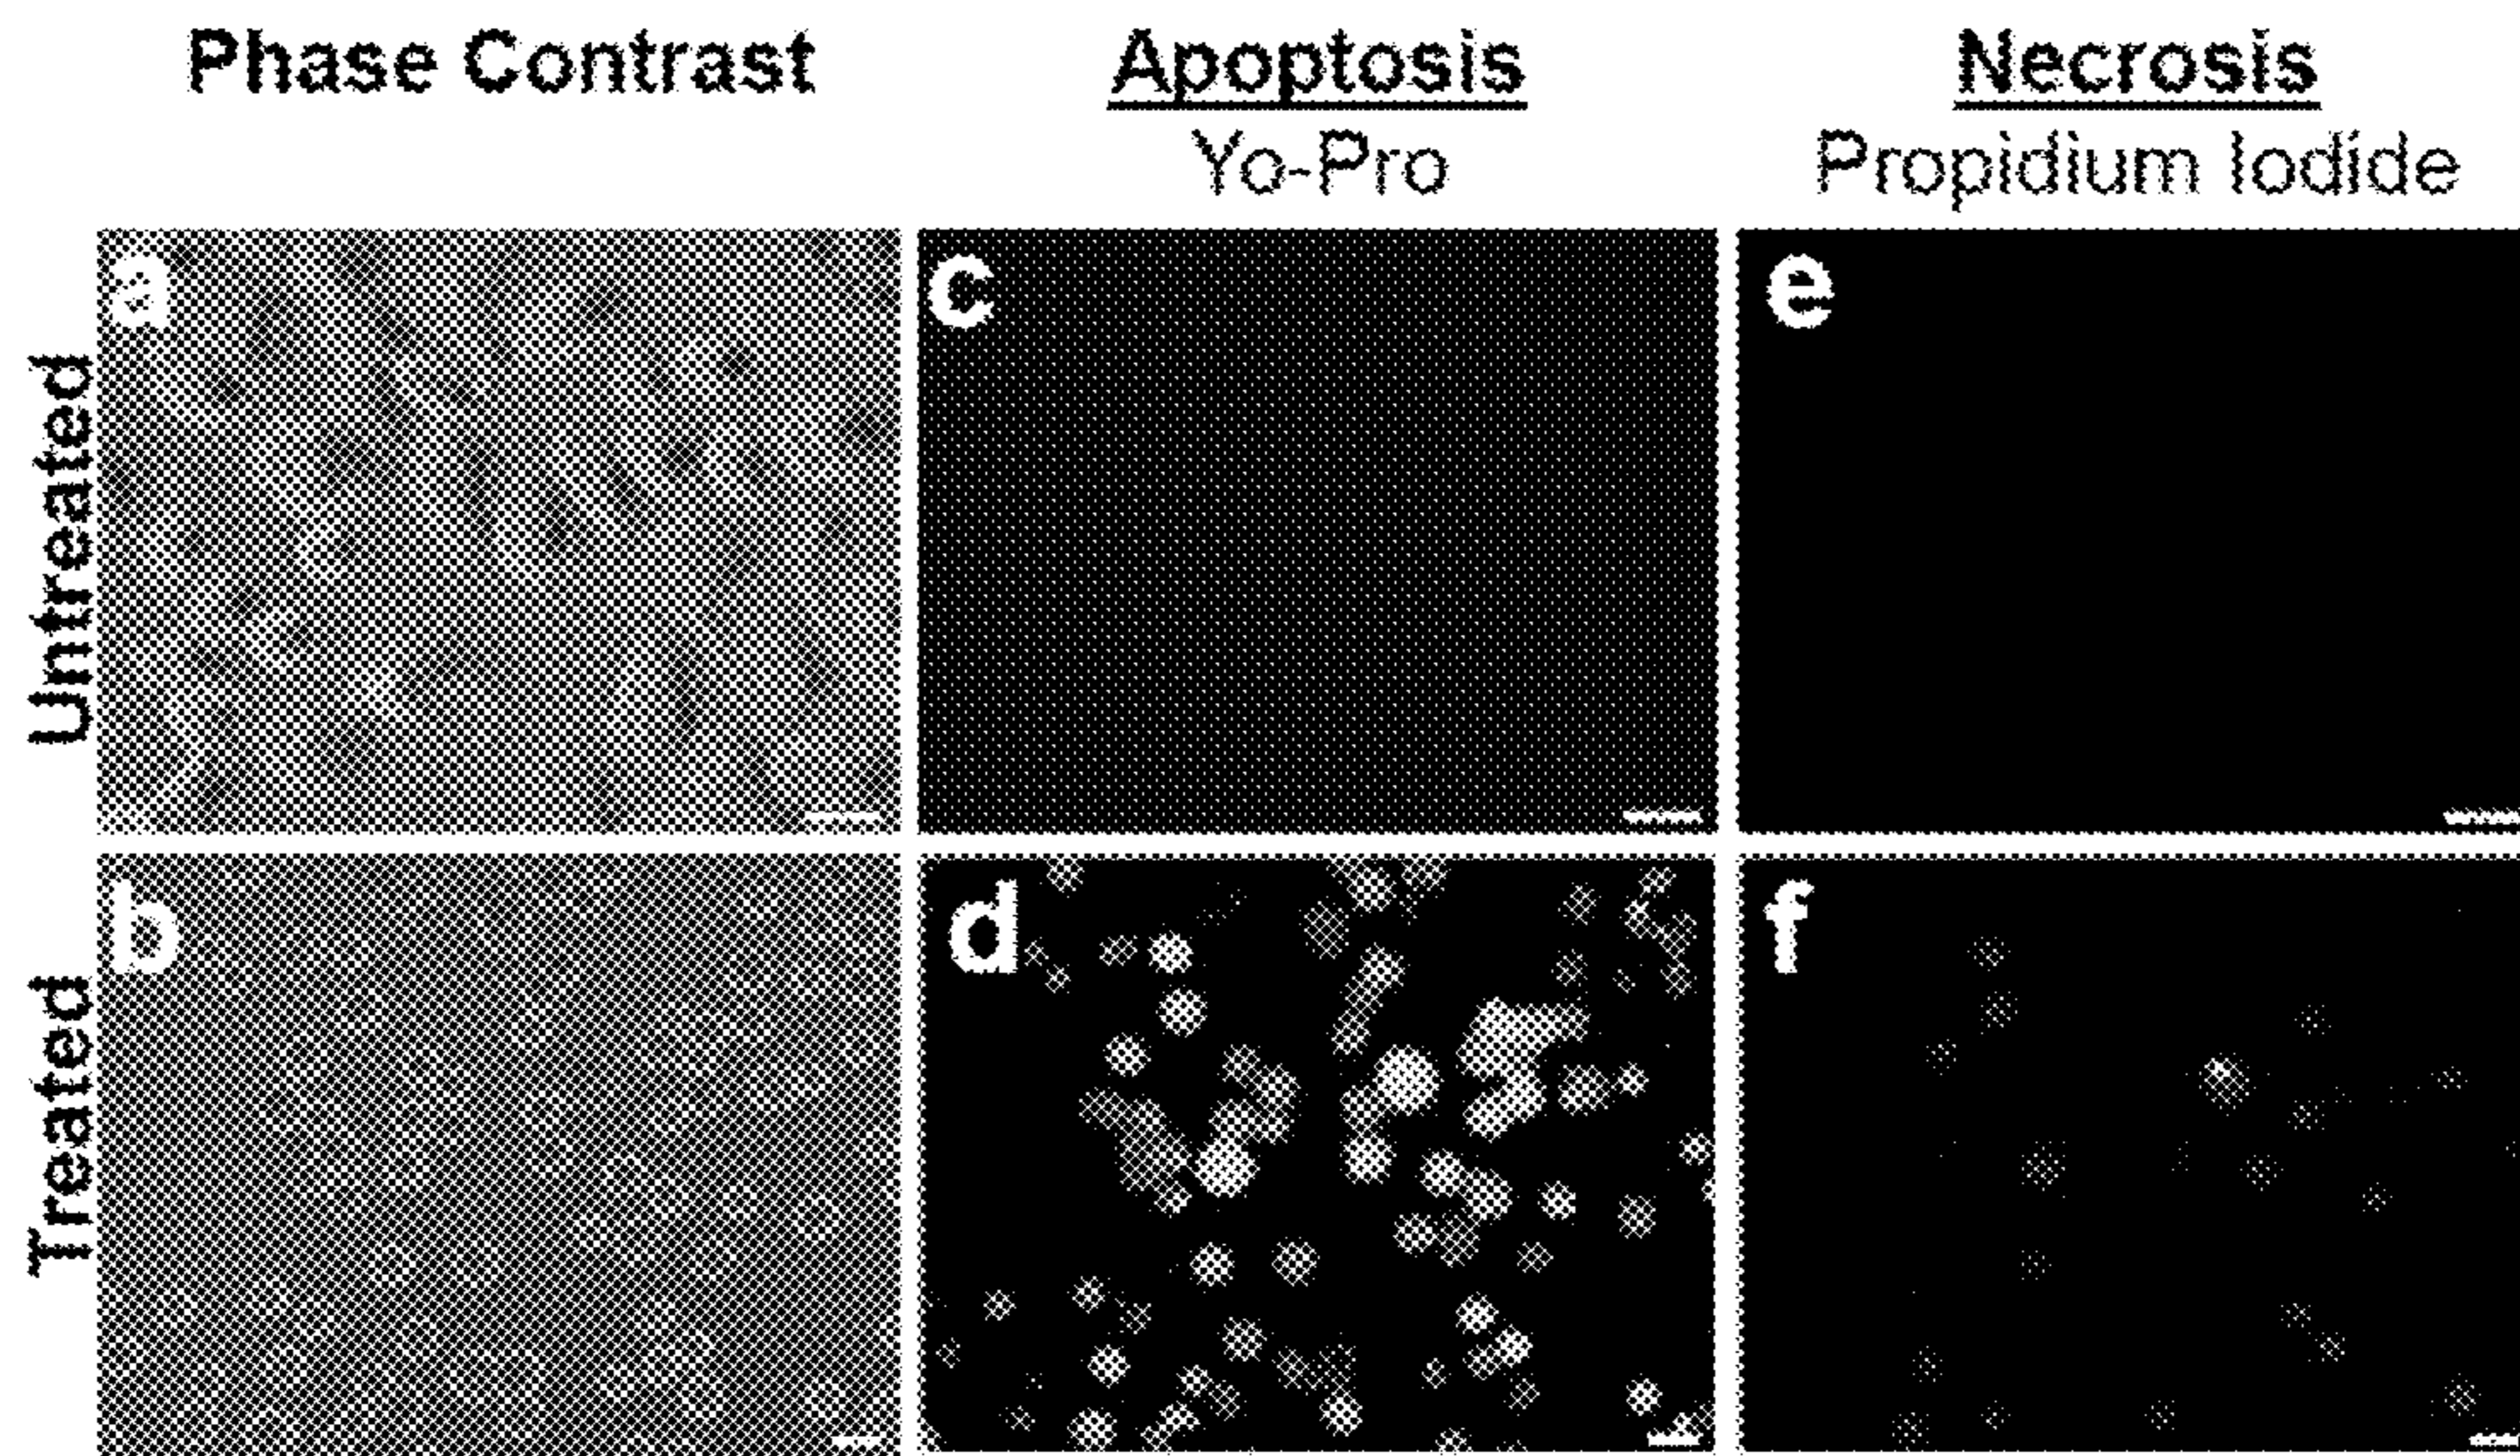 Phase Contrast
Apoptosis
Necrosis
Yo-Pro
Propidium Iodide
Untreated
a
c
e
Treated
b
d
f